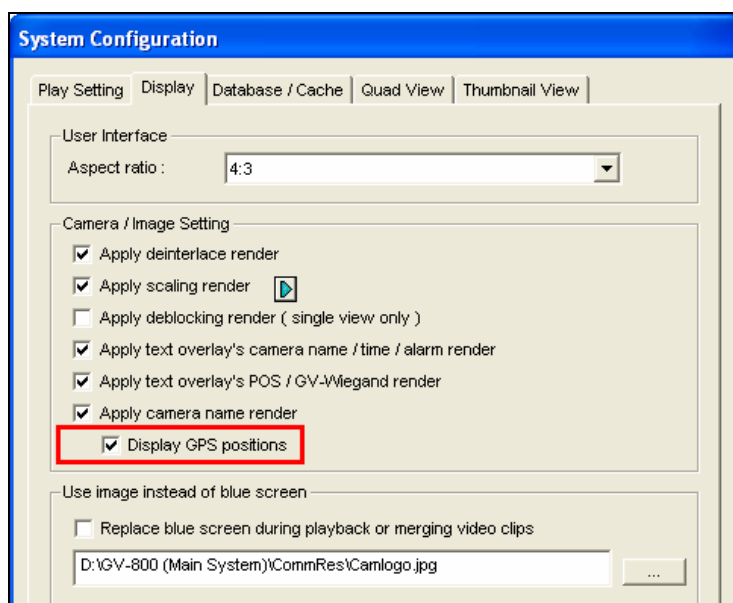 System Configuration
Play Setting Display Database / Cache Quad View Thumbnail View
User Interface
Aspect ratio : 4:3
Camera / Image Setting
Apply deinterlace render
Apply scaling render
Apply deblocking render ( single view only )
Apply text overlay's camera name / time / alarm render
Apply text overlay's POS / GV-Wiegand render
Apply camera name render
Display GPS positions
Use image instead of blue screen
Replace blue screen during playback or merging video clips
D:\GV-800 (Main System)\CommRes\Camlogo.jpg ...